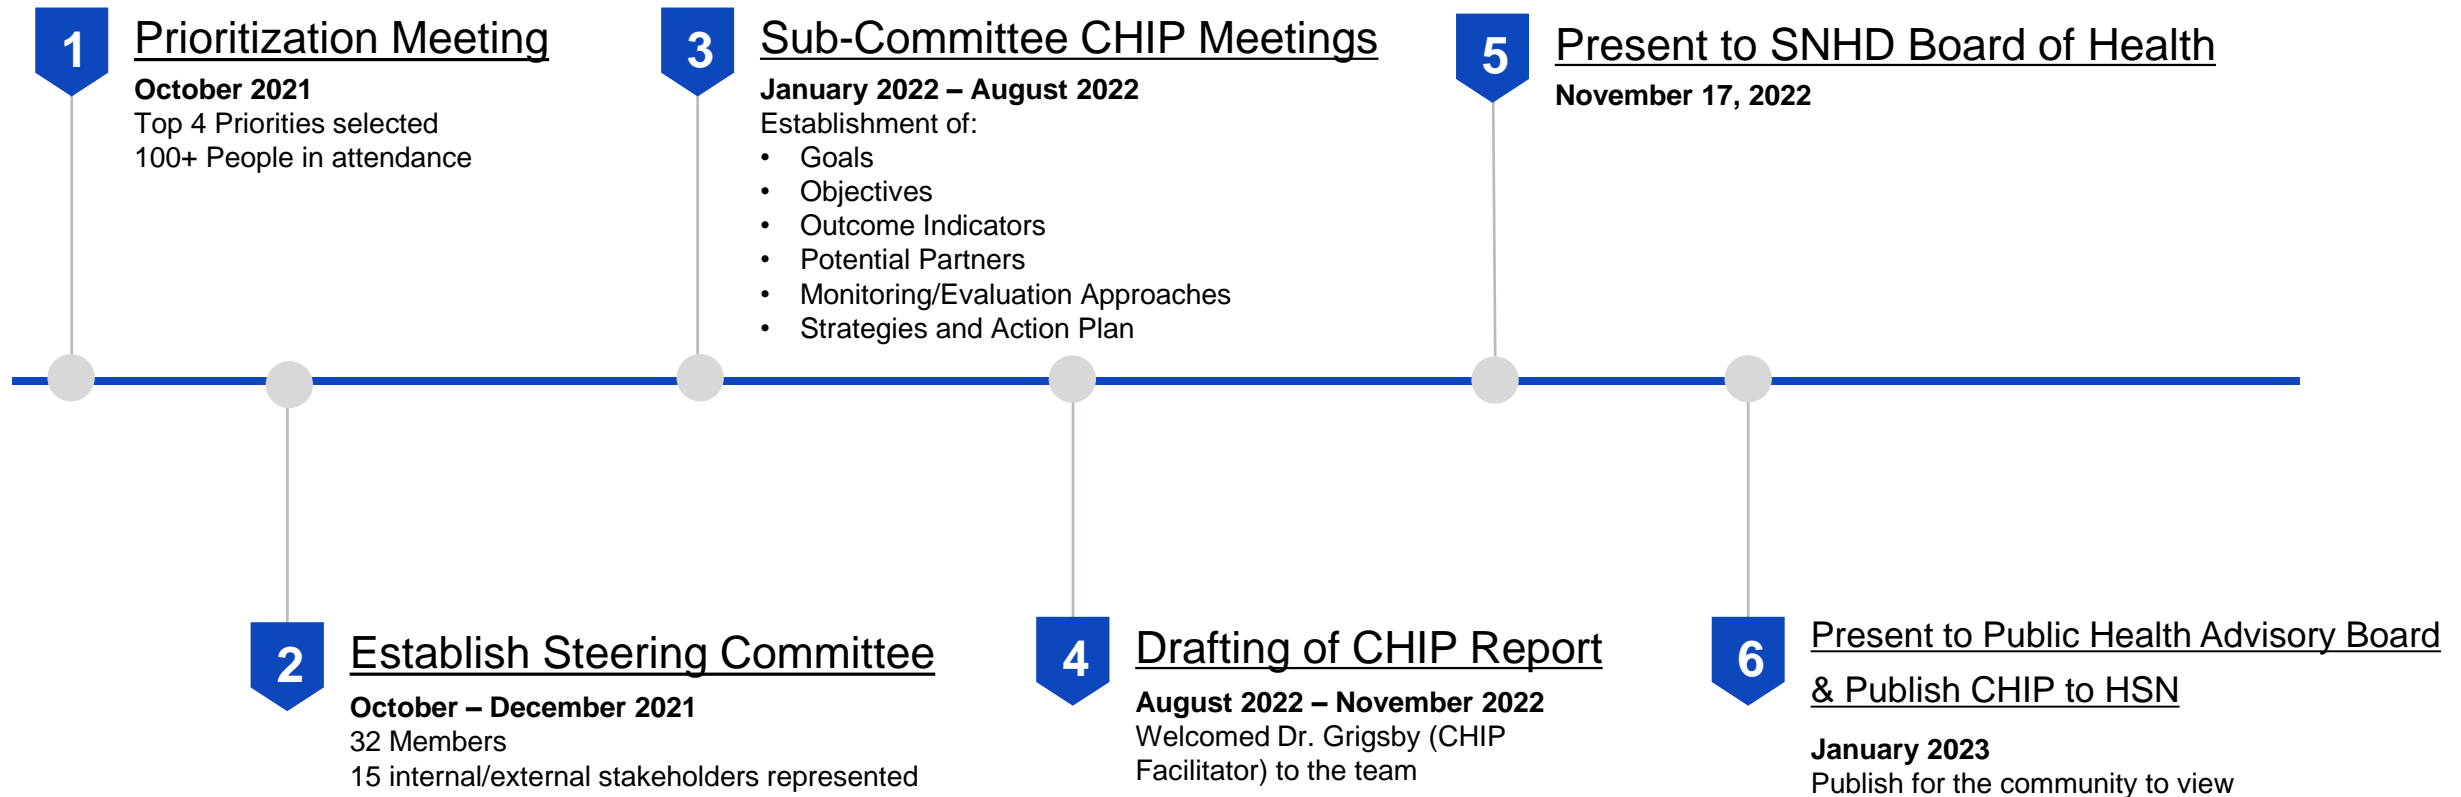 1
Prioritization Meeting
October 2021
Top 4 Priorities selected
100+ People in attendance
2
Establish Steering Committee
October – December 2021
32 Members
15 internal/external stakeholders represented
3
Sub-Committee CHIP Meetings
January 2022 – August 2022
Establishment of:
• Goals
• Objectives
• Outcome Indicators
• Potential Partners
• Monitoring/Evaluation Approaches
• Strategies and Action Plan
4
Drafting of CHIP Report
August 2022 – November 2022
Welcomed Dr. Grigsby (CHIP
Facilitator) to the team
5
Present to SNHD Board of Health
November 17, 2022
6
Present to Public Health Advisory Board
& Publish CHIP to HSN
January 2023
Publish for the community to view